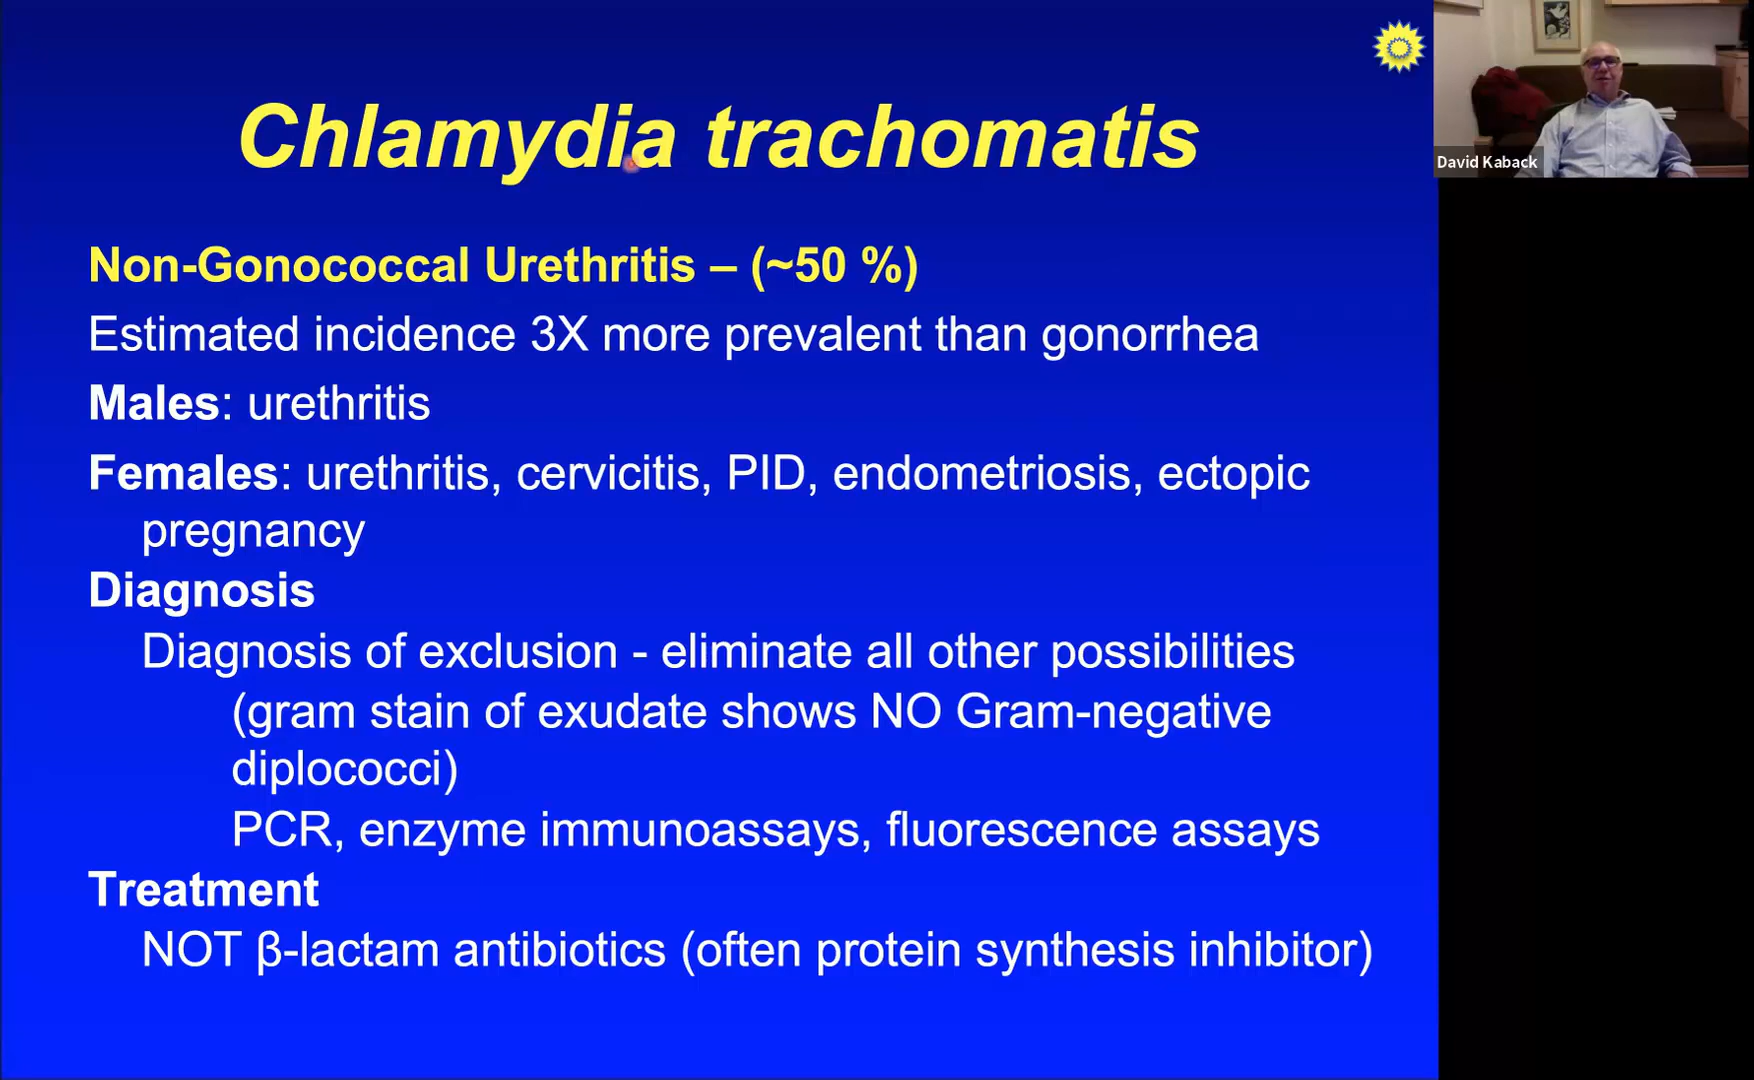 Chlamydia trachomatis
David Kaback
Non-Gonococcal Urethritis – (~50 %)
Estimated incidence 3X more prevalent than gonorrhea
Males: urethritis
Females: urethritis, cervicitis, PID, endometriosis, ectopic
pregnancy
Diagnosis
Diagnosis of exclusion - eliminate all other possibilities
(gram stain of exudate shows NO Gram-negative
diplococci)
PCR, enzyme immunoassays, fluorescence assays
Treatment
NOT β-lactam antibiotics (often protein synthesis inhibitor)